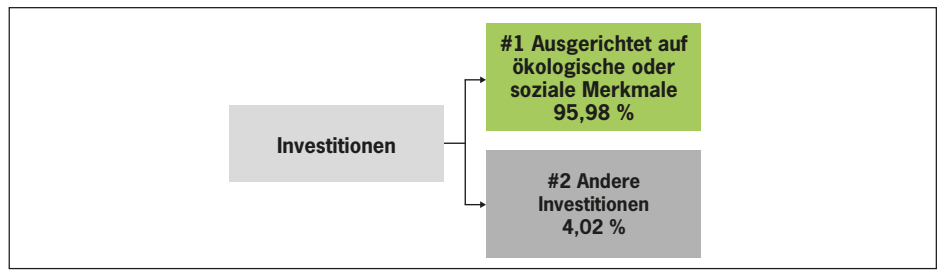 #1 Ausgerichtet auf
ökologische oder
soziale Merkmale
95,98 %
Investitionen
#2 Andere
Investitionen
4,02 %